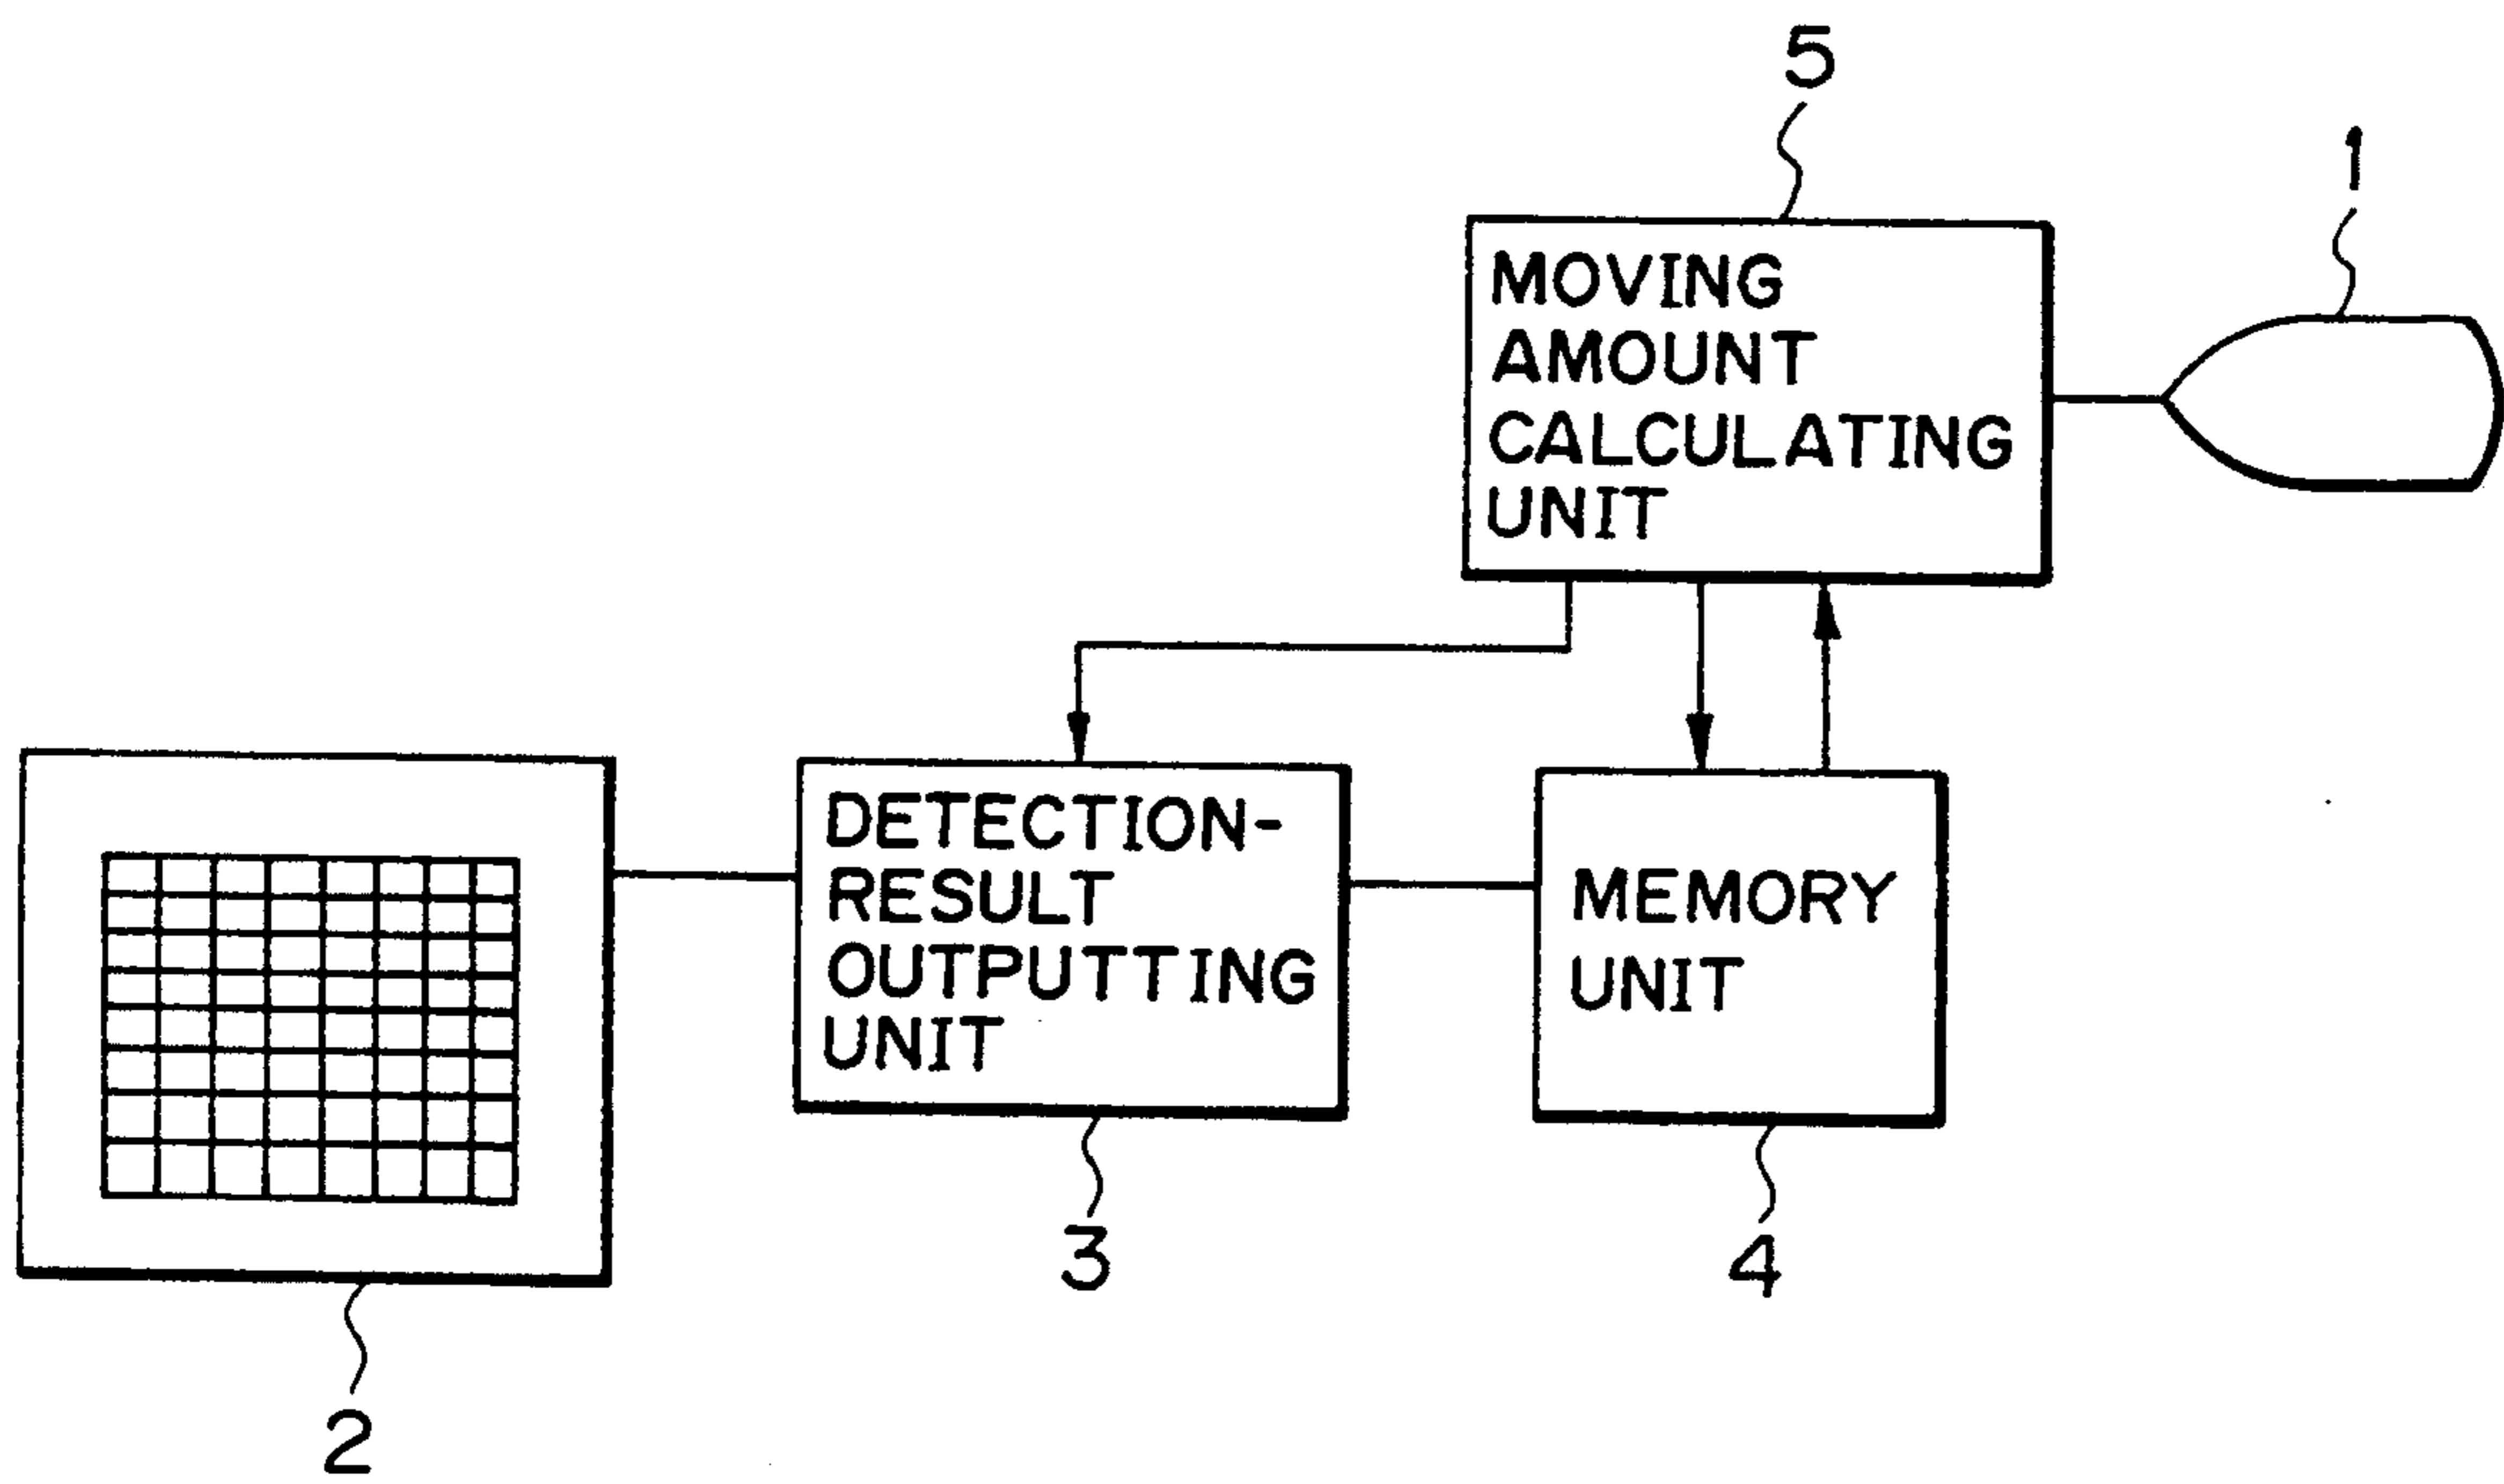 5
1
MOVING
AMOUNT
CALCULATING
UNIT
DETECTION-
RESULT
OUTPUTTING
UNIT
MEMORY
UNIT
3
4
2